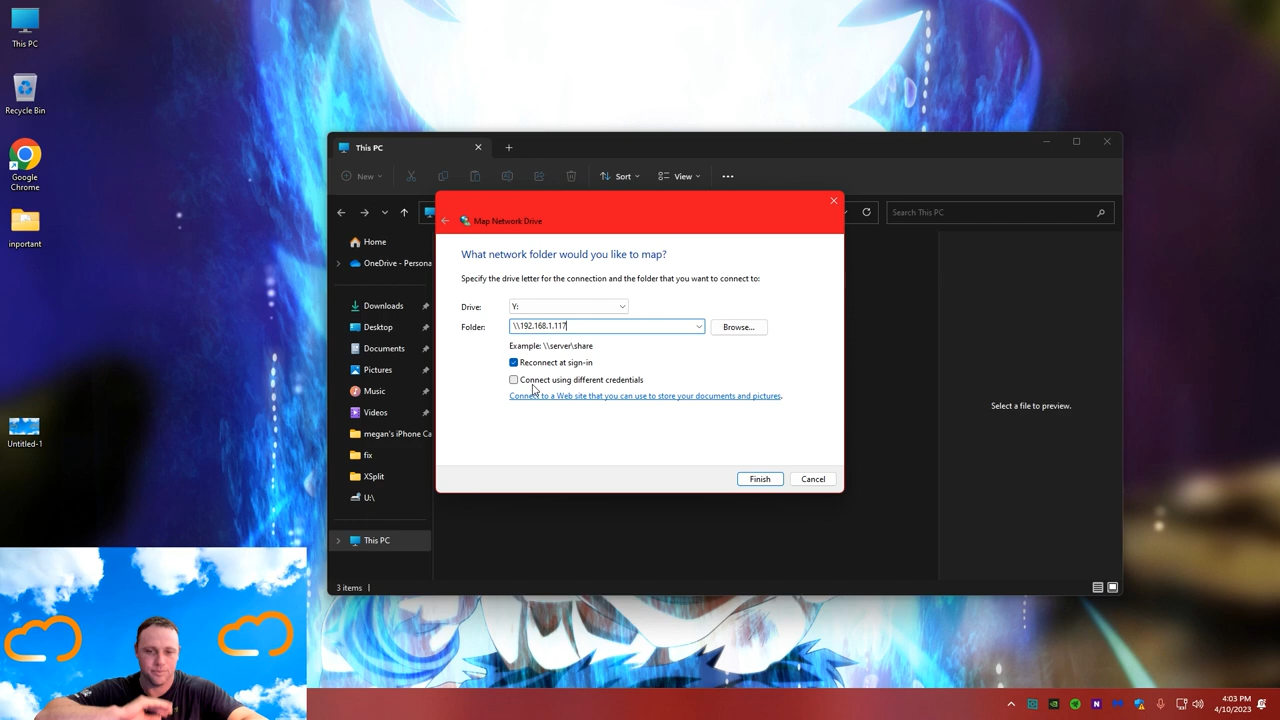 This PC
Recycle Bin
Google
Chrome
inportant
Untitled-1
This PC
New
Sort
View
Search This PC
Home
OneDrive - Persona
Downloads
Desktop
Documents
Pictures
Music
Videos
megan's iPhone Ca
fix
XSplit
U:\
This PC
3 items
Select a file to preview.
Map Network Drive
What network folder would you like to map?
Specify the drive letter for the connection and the folder that you want to connect to:
Drive: Y:
Folder: \\192.168.1.117 Browse...
Example: \\server\share
Reconnect at sign-in
Connect using different credentials
Connect to a Web site that you can use to store your documents and pictures.
Finish Cancel
4:03 PM
4/10/2023